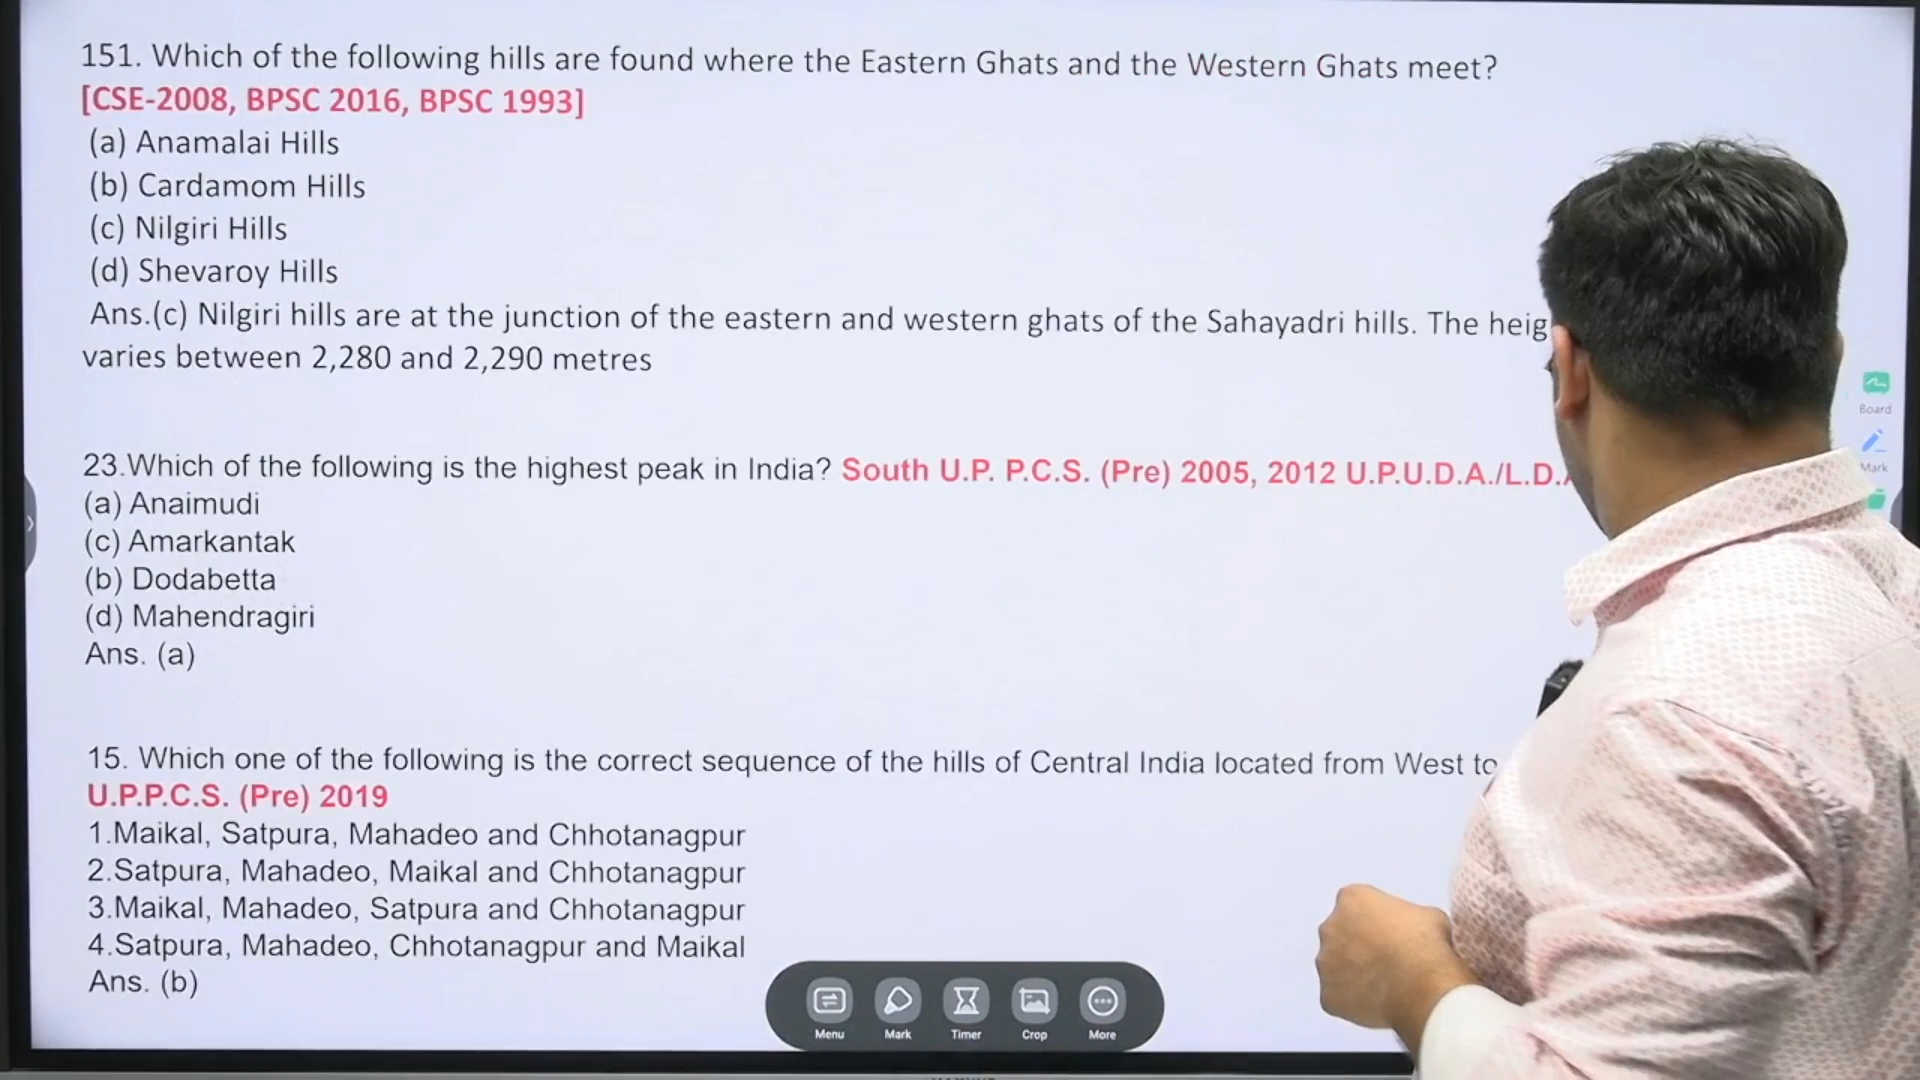 151. Which of the following hills are found where the Eastern Ghats and the Western Ghats meet?
[CSE-2008, BPSC 2016, BPSC 1993]
(a) Anamalai Hills
(b) Cardamom Hills
(c) Nilgiri Hills
(d) Shevaroy Hills
Ans.(c) Nilgiri hills are at the junction of the eastern and western ghats of the Sahayadri hills. The heig
varies between 2,280 and 2,290 metres
23.Which of the following is the highest peak in India? South U.P. P.C.S. (Pre) 2005, 2012 U.P.U.D.A./L.D.
(a) Anaimudi
(c) Amarkantak
(b) Dodabetta
(d) Mahendragiri
Ans. (a)
15. Which one of the following is the correct sequence of the hills of Central India located from West to
U.P.P.C.S. (Pre) 2019
1.Maikal, Satpura, Mahadeo and Chhotanagpur
2.Satpura, Mahadeo, Maikal and Chhotanagpur
3.Maikal, Mahadeo, Satpura and Chhotanagpur
4.Satpura, Mahadeo, Chhotanagpur and Maikal
Ans. (b)
Board
Mark
Menu Mark Timer Crop More